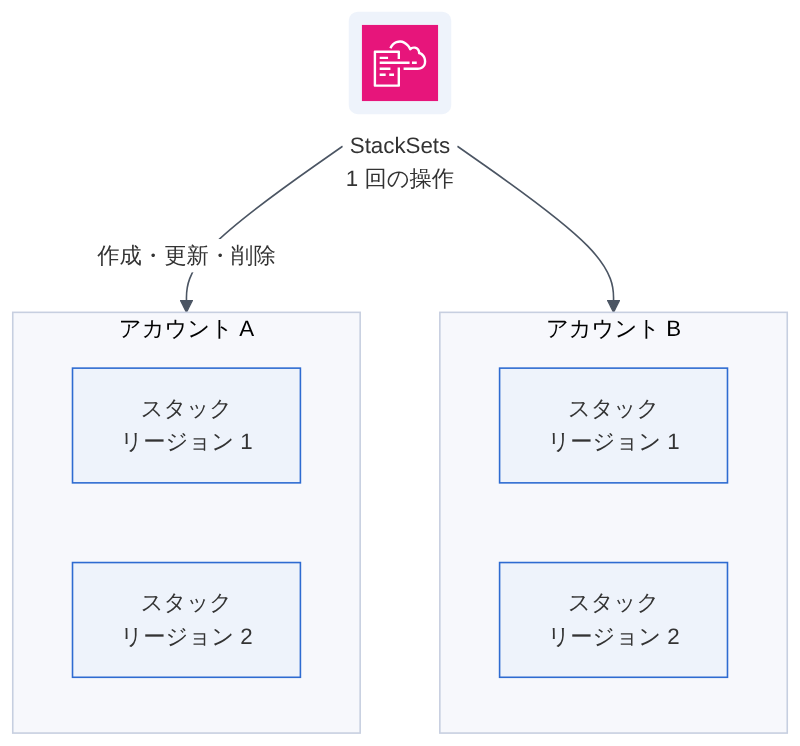 StackSets
1 回の操作
作成・更新・削除
アカウント A
スタック
リージョン 1
スタック
リージョン 2
アカウント B
スタック
リージョン 1
スタック
リージョン 2